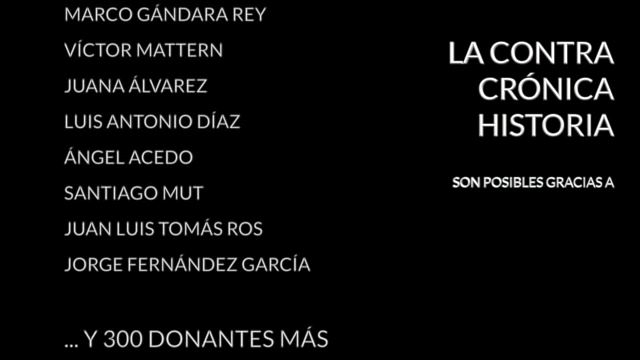 MARCO GÁNDARA REY
VÍCTOR MATTERN
JUANA ÁLVAREZ
LUIS ANTONIO DÍAZ
ÁNGEL ACEDO
SANTIAGO MUT
JUAN LUIS TOMÁS ROS
JORGE FERNÁNDEZ GARCÍA
... Y 300 DONANTES MÁS
LA CONTRA
CRÓNICA
HISTORIA
SON POSIBLES GRACIAS A